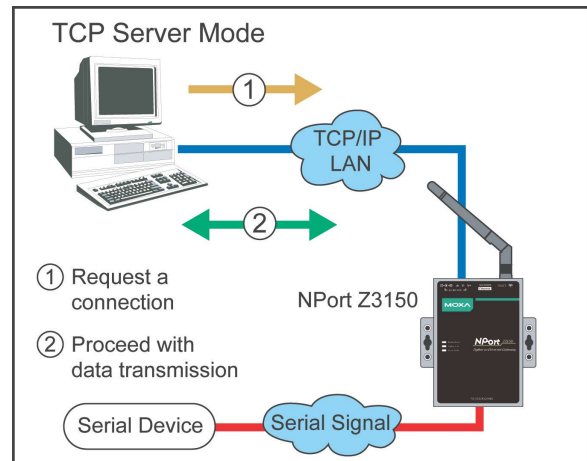 TCP Server Mode
1
TCP/IP
LAN
2
1 Request a
connection
NPort Z3150
MOXA
NPort
2 Proceed with
data transmission
Serial Device
Serial Signal